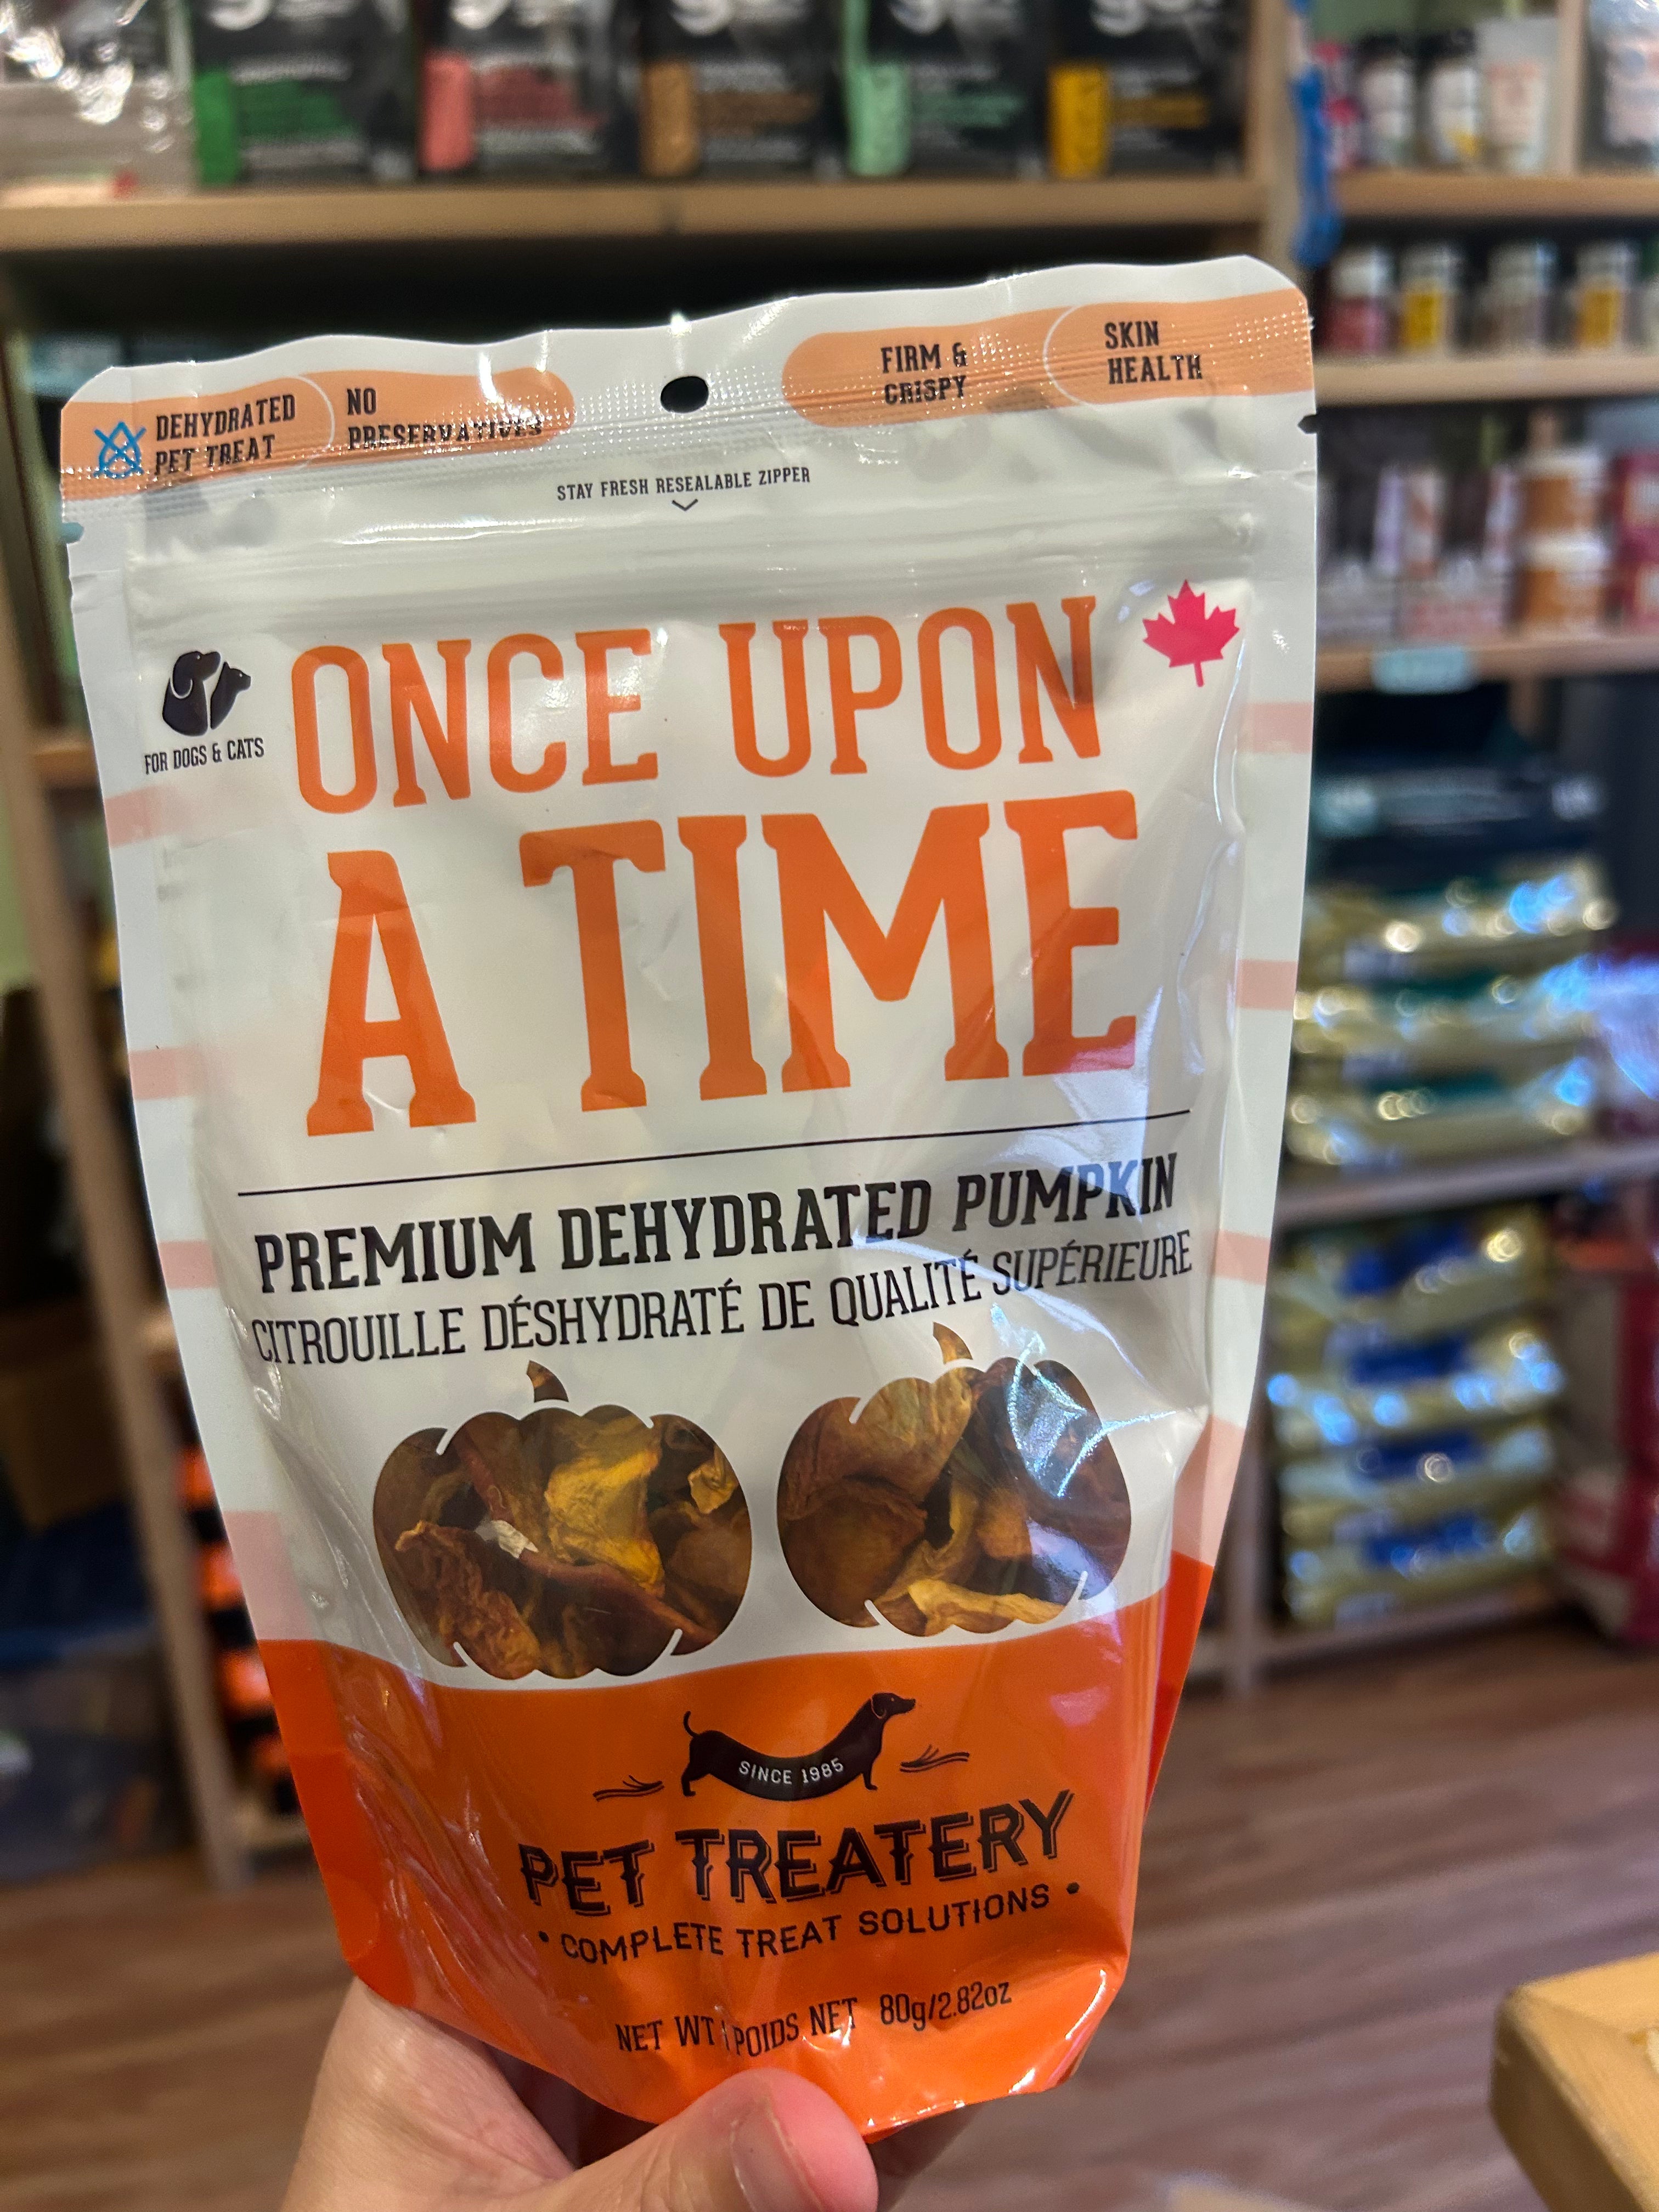 DEHYDRATED
PET TREAT
NO
PRESERVATIVES
FIRM &
CRISPY
SKIN
HEALTH
STAY FRESH RESEALABLE ZIPPER
FOR DOGS & CATS
ONCE UPON
A TIME
PREMIUM DEHYDRATED PUMPKIN
CITROUILLE DÉSHYDRATÉ DE QUALITÉ SUPÉRIEURE
SINCE 1985
PET TREATERY
• COMPLETE TREAT SOLUTIONS •
NET WT | POIDS NET 80g/2.82oz